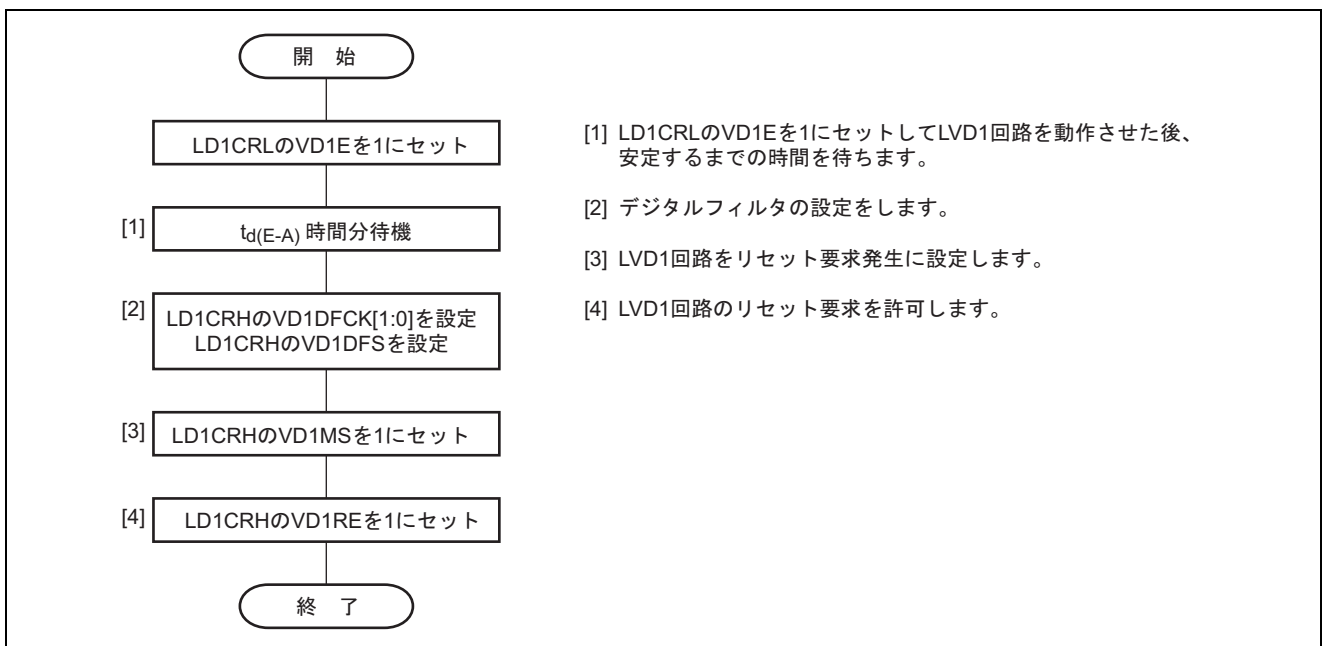 開 始
LD1CRLのVD1Eを1にセット
[1] td(E-A) 時間分待機
[2] LD1CRHのVD1DFCK[1:0]を設定
LD1CRHのVD1DFSを設定
[3] LD1CRHのVD1MSを1にセット
[4] LD1CRHのVD1REを1にセット
終 了
[1] LD1CRLのVD1Eを1にセットしてLVD1回路を動作させた後、
安定するまでの時間を待ちます。
[2] デジタルフィルタの設定をします。
[3] LVD1回路をリセット要求発生に設定します。
[4] LVD1回路のリセット要求を許可します。